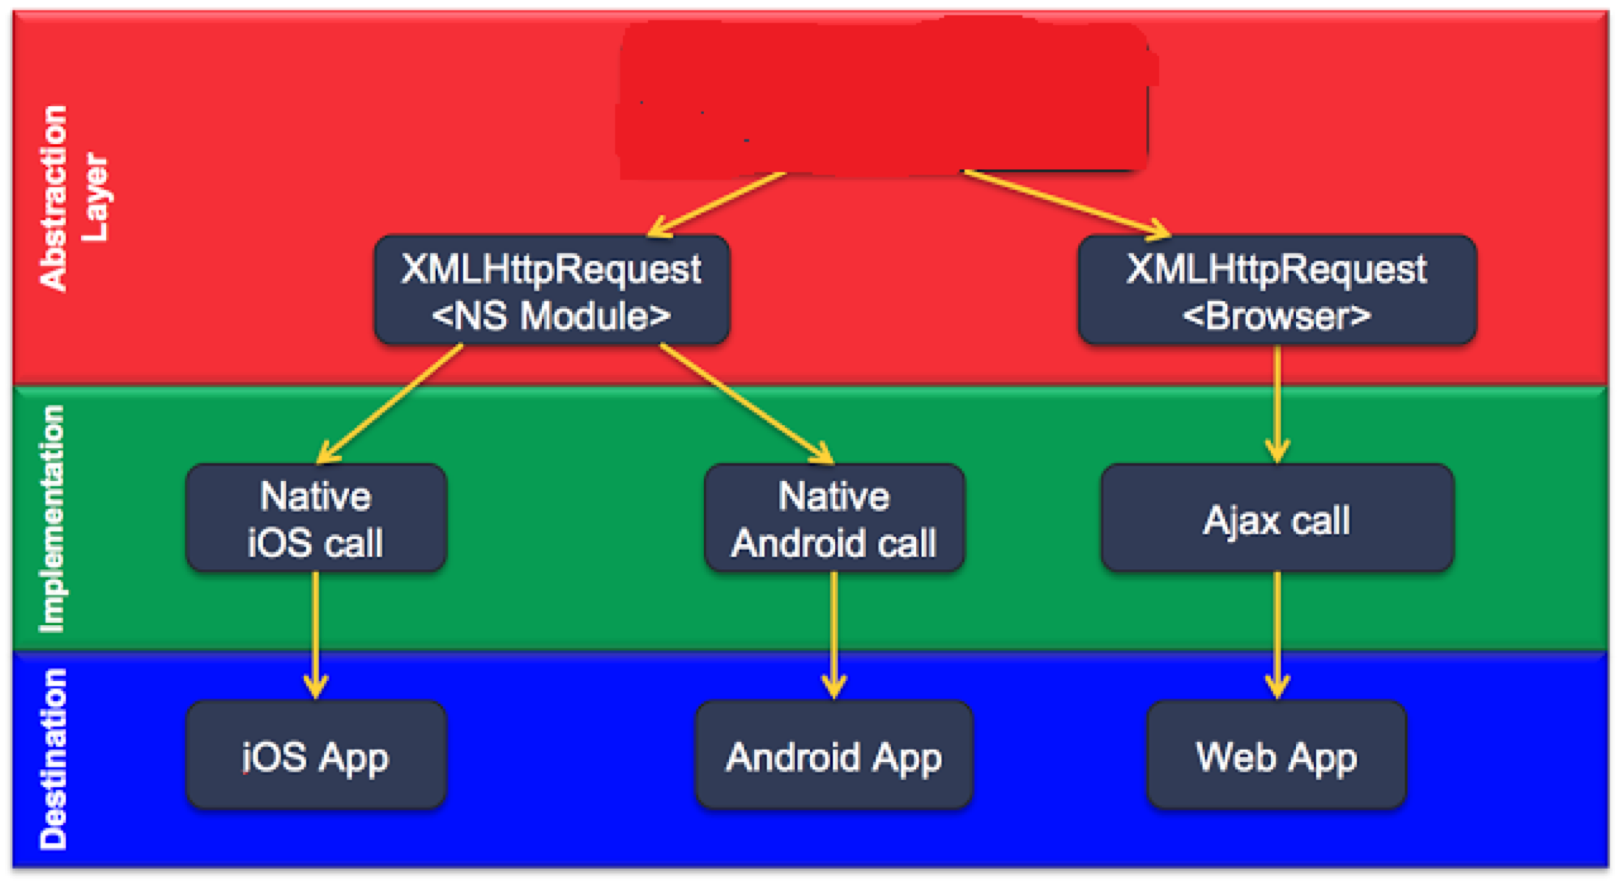 Abstraction
Layer
XMLHttpRequest
<NS Module>
XMLHttpRequest
<Browser>
Implementation
Native
iOS call
Native
Android call
Ajax call
Destination
iOS App
Android App
Web App